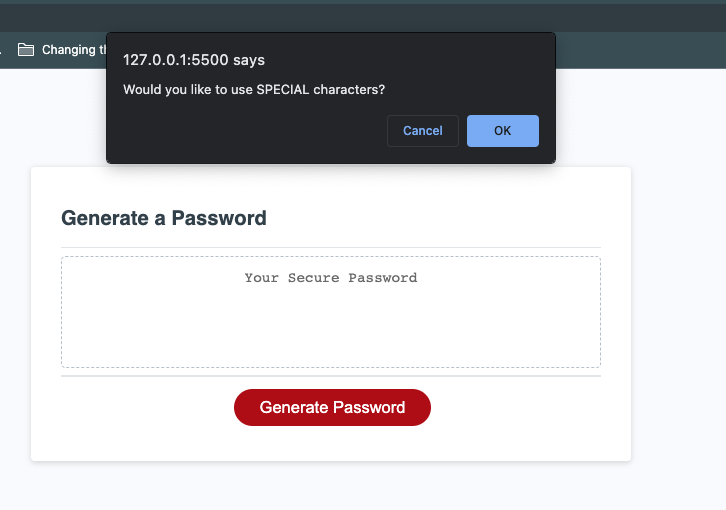 Changing
127.0.0.1:5500 says
Would you like to use SPECIAL characters?
Cancel
OK
Generate a Password
Your Secure Password
Generate Password